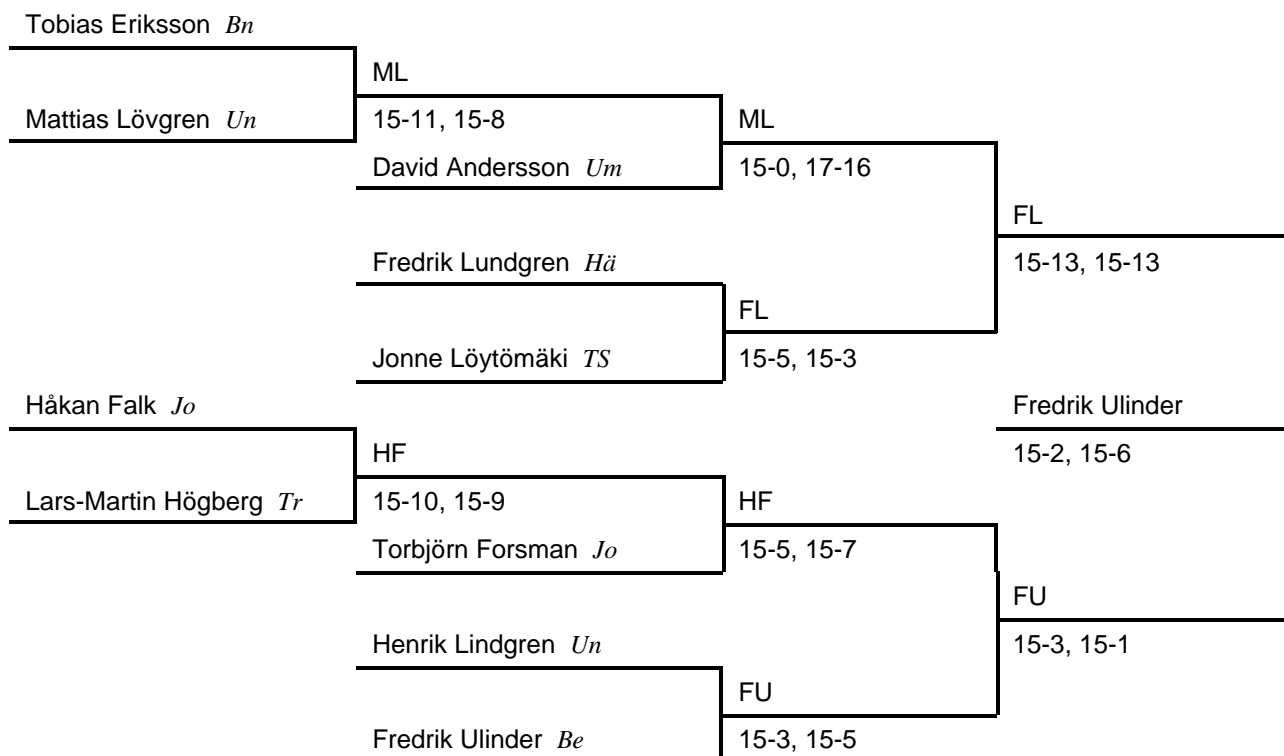 Tobias Eriksson Bn
ML
Mattias Lövgren Un
15-11, 15-8
ML
David Andersson Um
15-0, 17-16
FL
Fredrik Lundgren Hä
15-13, 15-13
FL
Jonne Löytömäki TS
15-5, 15-3
Håkan Falk Jo
Fredrik Ulinder
HF
15-2, 15-6
Lars-Martin Högberg Tr
15-10, 15-9
HF
Torbjörn Forsman Jo
15-5, 15-7
FU
Henrik Lindgren Un
15-3, 15-1
FU
Fredrik Ulinder Be
15-3, 15-5